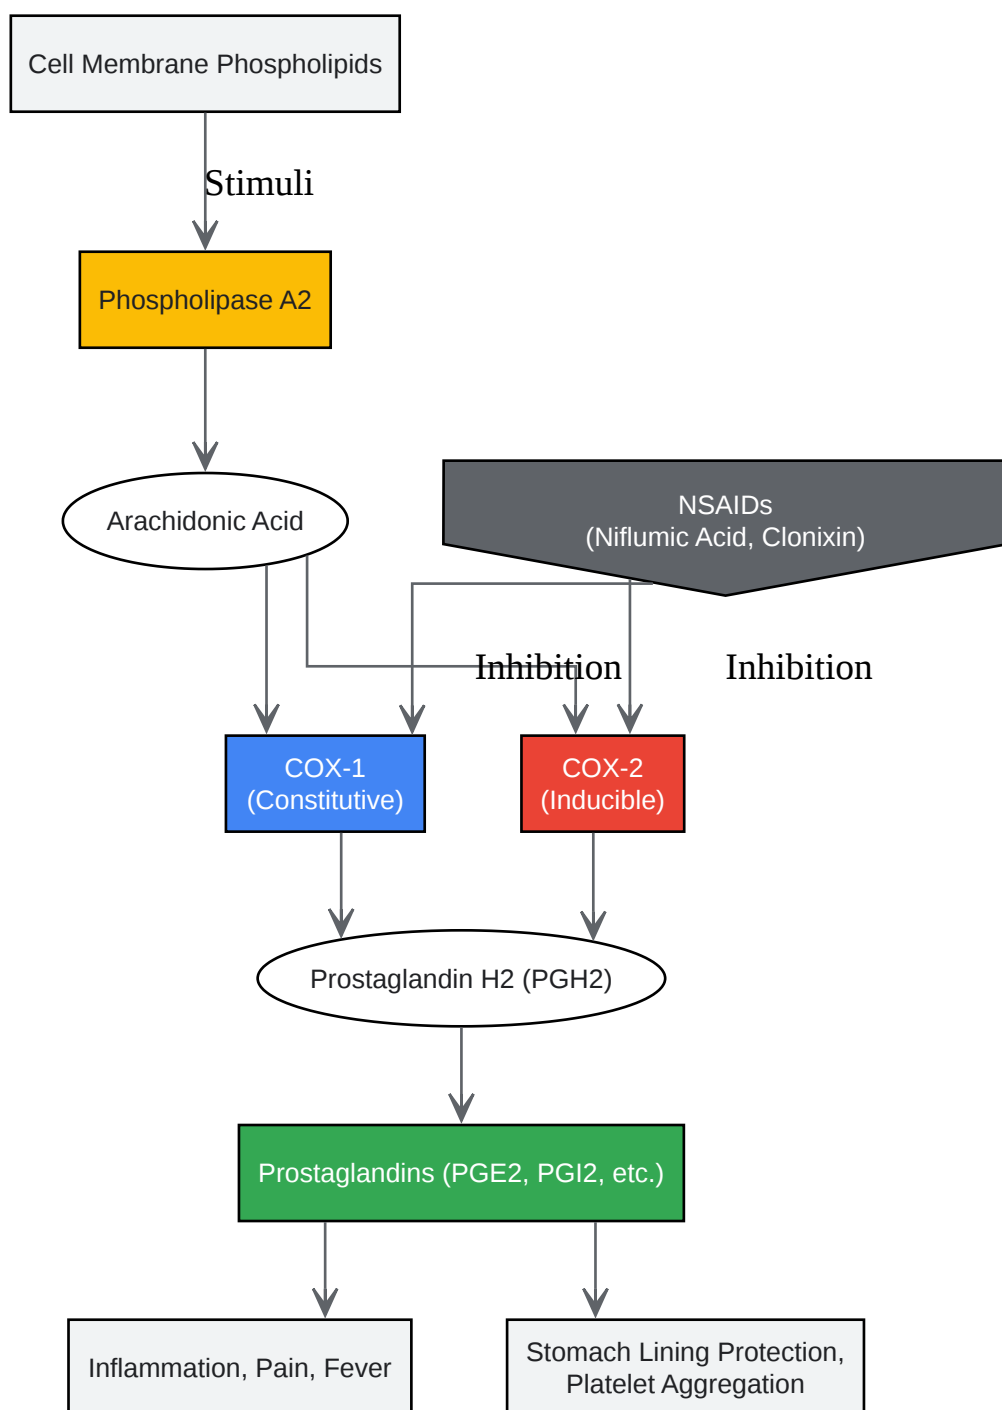 Cell Membrane Phospholipids
Stimuli
Phospholipase A2
Arachidonic Acid
NSAIDs
(Niflumic Acid, Clonixin)
Inhibition
Inhibition
COX-1
(Constitutive)
COX-2
(Inducible)
Prostaglandin H2 (PGH2)
Prostaglandins (PGE2, PGI2, etc.)
Inflammation, Pain, Fever
Stomach Lining Protection,
Platelet Aggregation